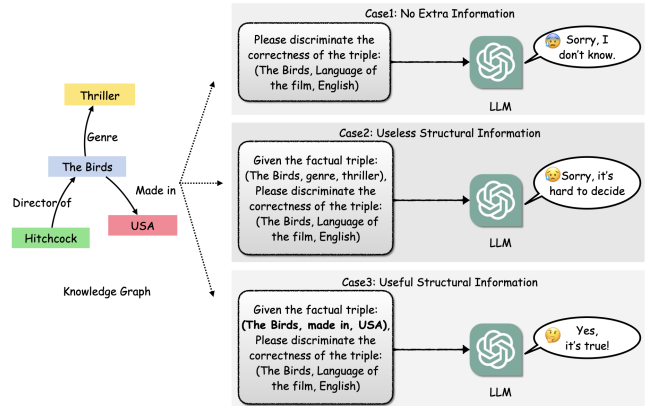 Thriller
Genre
The Birds
Director of
Made in
USA
Hitchcock
Knowledge Graph
Case1: No Extra Information
Please discriminate the
correctness of the triple:
(The Birds, Language of
the film, English)
LLM
Sorry, I
don't know.
Case2: Useless Structural Information
Given the factual triple:
(The Birds, genre, thriller),
Please discriminate the
correctness of the triple:
(The Birds, Language of
the film, English)
LLM
Sorry, it's
hard to decide
Case3: Useful Structural Information
Given the factual triple:
(The Birds, made in, USA),
Please discriminate the
correctness of the triple:
(The Birds, Language of
the film, English)
LLM
Yes,
it's true!